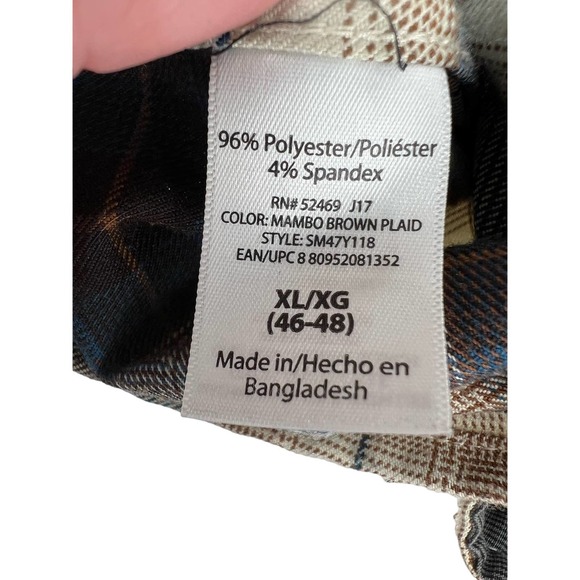 96% Polyester/Poliéster
4% Spandex
RN# 52469 J17
COLOR: MAMBO BROWN PLAID
STYLE: SM47Y118
EAN/UPC 8 80952081352
XL/XG
(46-48)
Made in/Hecho en
Bangladesh